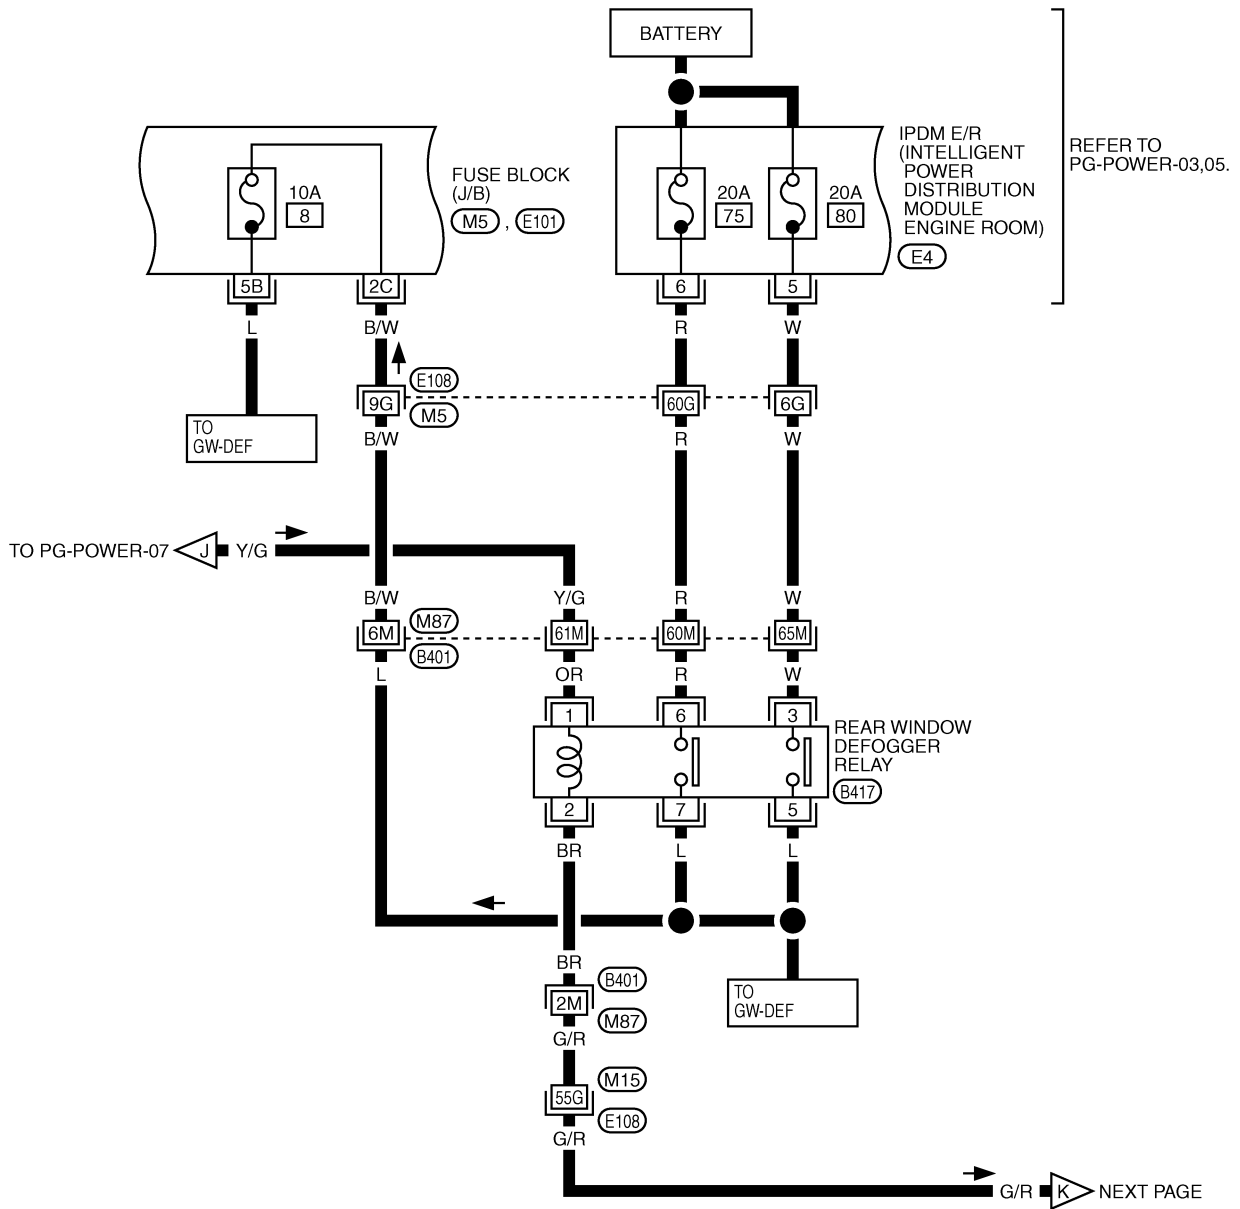 BATTERY
IPDM E/R
(INTELLIGENT
POWER
DISTRIBUTION
MODULE
ENGINE ROOM)
E4
REFER TO
PG-POWER-03,05.
FUSE BLOCK
(J/B)
M5 , E101
10A
8
20A
75
20A
80
5B
2C
6
5
L
B/W
R
W
E108
9G
60G
6G
M5
TO
GW-DEF
B/W
R
W
TO PG-POWER-07
J
Y/G
B/W
Y/G
R
W
M87
6M
61M
60M
65M
B401
L
OR
R
W
1
6
3
REAR WINDOW
DEFOGGER
RELAY
B417
2
7
5
BR
L
L
BR
B401
2M
M87
TO
GW-DEF
G/R
M15
55G
E108
G/R
G/R
K
NEXT PAGE